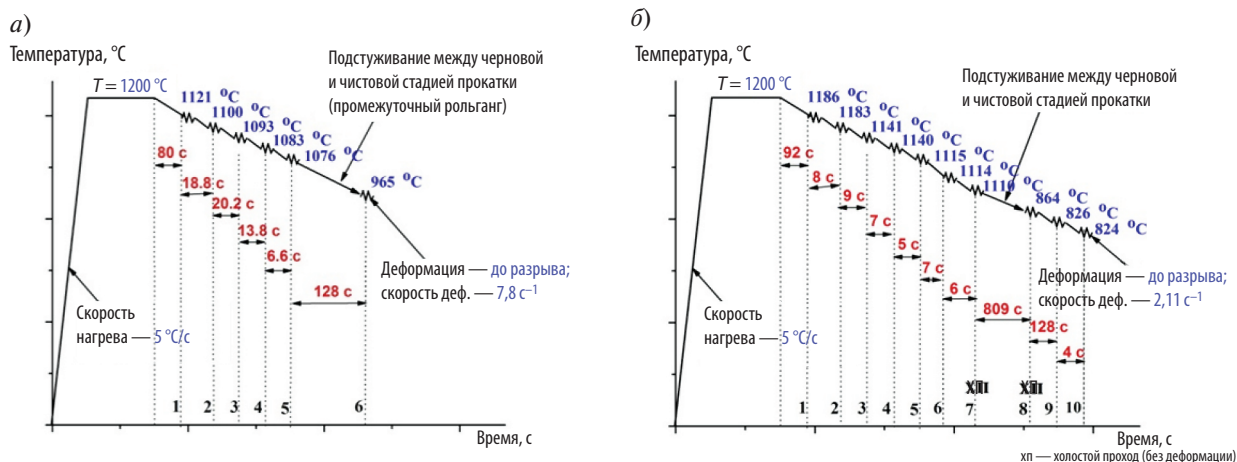 а)
Температура, °C
T = 1200 °C
Подстуживание между черновой
и чистовой стадией прокатки
(промежуточный рольганг)
1121 °C
1100 °C
1093 °C
1083 °C
1076 °C
965 °C
80 c
18.8 c
20.2 c
13.8 c
6.6 c
128 c
Деформация — до разрыва;
скорость деф. — 7,8 с⁻¹
Скорость
нагрева — 5 °C/c
1 2 3 4 5 6
Время, с
б)
Температура, °C
T = 1200 °C
Подстуживание между черновой
и чистовой стадией прокатки
1186 °C
1183 °C
1141 °C
1140 °C
1115 °C
1114 °C
1110 °C
864 °C
826 °C
824 °C
92 c
8 c
9 c
7 c
5 c
7 c
6 c
809 c
128 c
4 c
Деформация — до разрыва;
скорость деф. — 2,11 с⁻¹
Скорость
нагрева — 5 °C/c
1 2 3 4 5 6 7 8 9 10
Время, с
хп — холостой проход (без деформации)